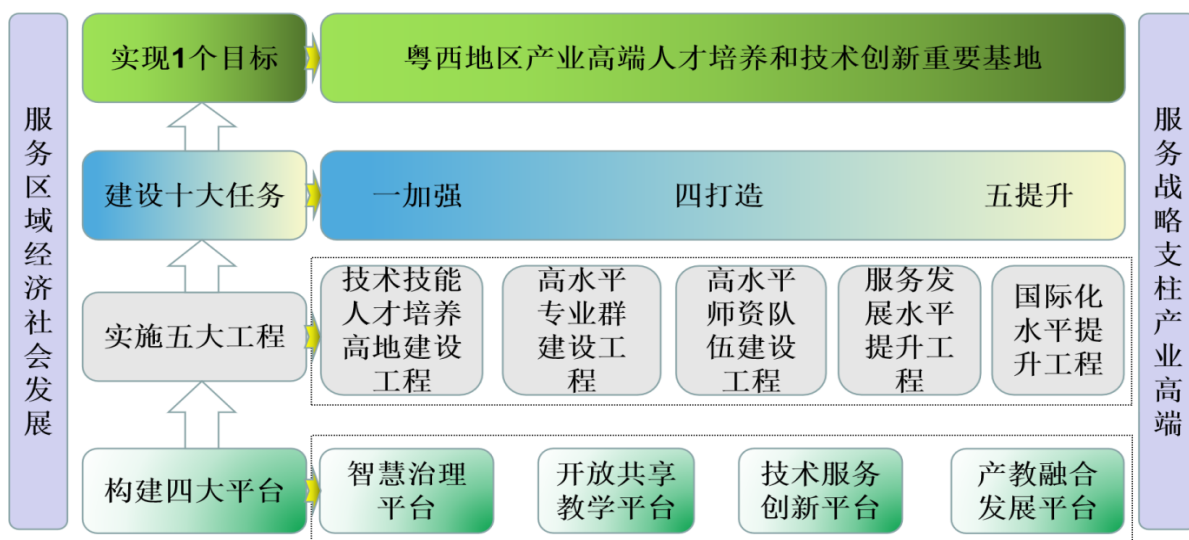 服务区域经济社会发展
实现1个目标
粤西地区产业高端人才培养和技术创新重要基地
建设十大任务
一加强
四打造
五提升
实施五大工程
技术技能
人才培养
高地建设
工程
高水平
专业群
建设工
程
高水平
师资队
伍建设
工程
服务发
展水平
提升工
程
国际化
水平提
升工程
构建四大平台
智慧治理
平台
开放共享
教学平台
技术服务
创新平台
产教融合
发展平台
服务战略支柱产业高端